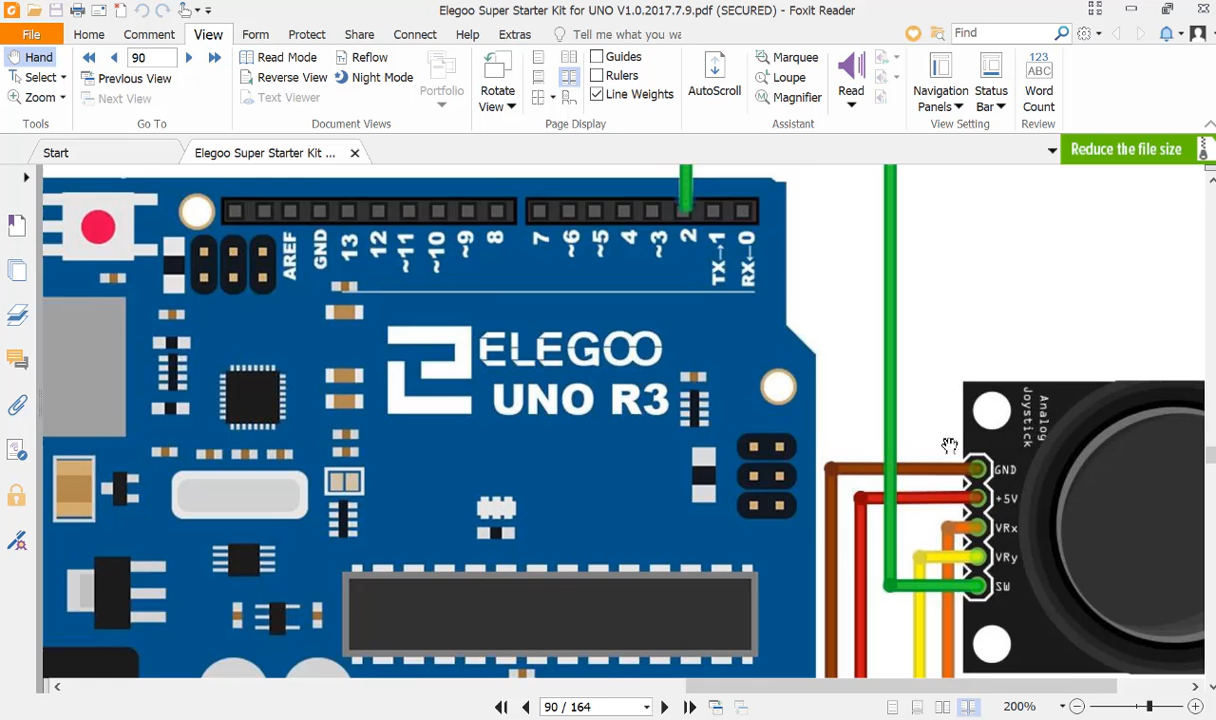 Elegoo Super Starter Kit for UNO V1.0.2017.7.9.pdf (SECURED) - Foxit Reader
FILE Home Comment View Form Protect Share Connect Help Extras Tell me what you wa Find
Hand 90 Read Mode Reflow Guides Marquee
Select Previous View Reverse View Night Mode Rulers Loupe
Zoom Next View Text Viewer Portfolio Rotate View Line Weights AutoScroll Magnifier Read Navigation Panels Status Bar Word Count
123
ABC
Tools Go To Document Views Page Display Assistant View Setting Review
Start Elegoo Super Starter Kit ... Reduce the file size
AREF GND 13 12 ~11 ~10 ~9 8 7 ~6 ~5 4 ~3 2 TX→1 RX←0
ELEGOO
UNO R3
Analog
Joystick
GND
+5V
VRx
VRy
SW
90 / 164 200%